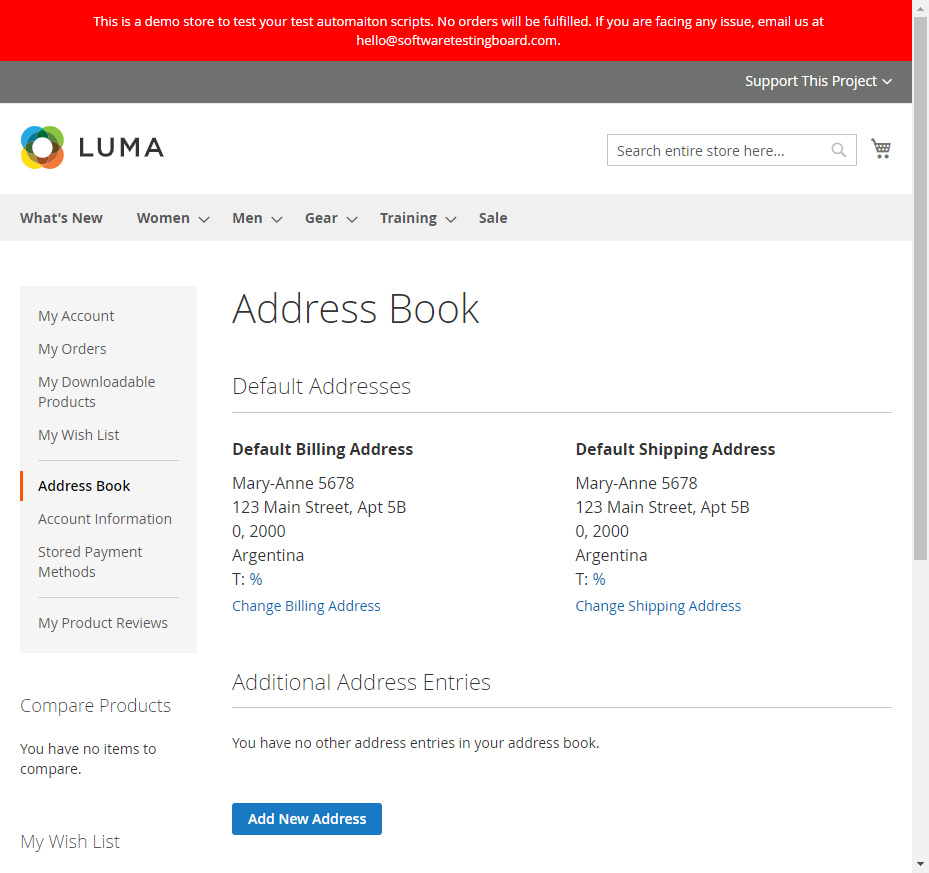 This is a demo store to test your test automaiton scripts. No orders will be fulfilled. If you are facing any issue, email us at
hello@softwaretestingboard.com.
Support This Project
LUMA
Search entire store here...
What's New Women Men Gear Training Sale
My Account
My Orders
My Downloadable
Products
My Wish List
Address Book
Account Information
Stored Payment
Methods
My Product Reviews
Compare Products
You have no items to
compare.
My Wish List
Address Book
Default Addresses
Default Billing Address
Mary-Anne 5678
123 Main Street, Apt 5B
0, 2000
Argentina
T: %
Change Billing Address
Default Shipping Address
Mary-Anne 5678
123 Main Street, Apt 5B
0, 2000
Argentina
T: %
Change Shipping Address
Additional Address Entries
You have no other address entries in your address book.
Add New Address